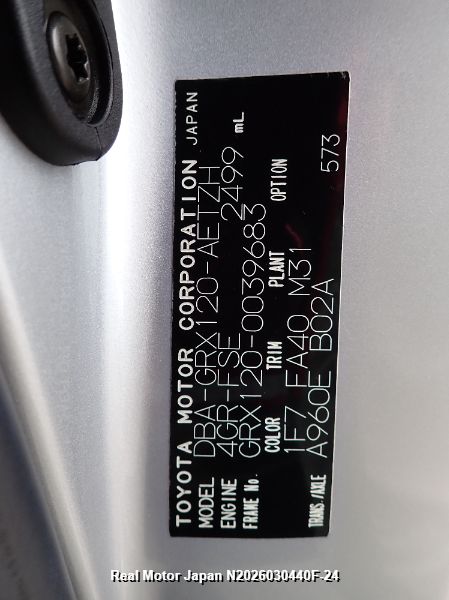 TOYOTA MOTOR CORPORATION JAPAN
MODEL DBA-GRX120-AETZH
ENGINE 4GR-FSE 2499 mL
FRAME No. GRX120-0039683
COLOR TRIM PLANT OPTION
1F7 FA40 M31
TRANS./AXLE A960E B02A 573
Real Motor Japan N2026030440F-24